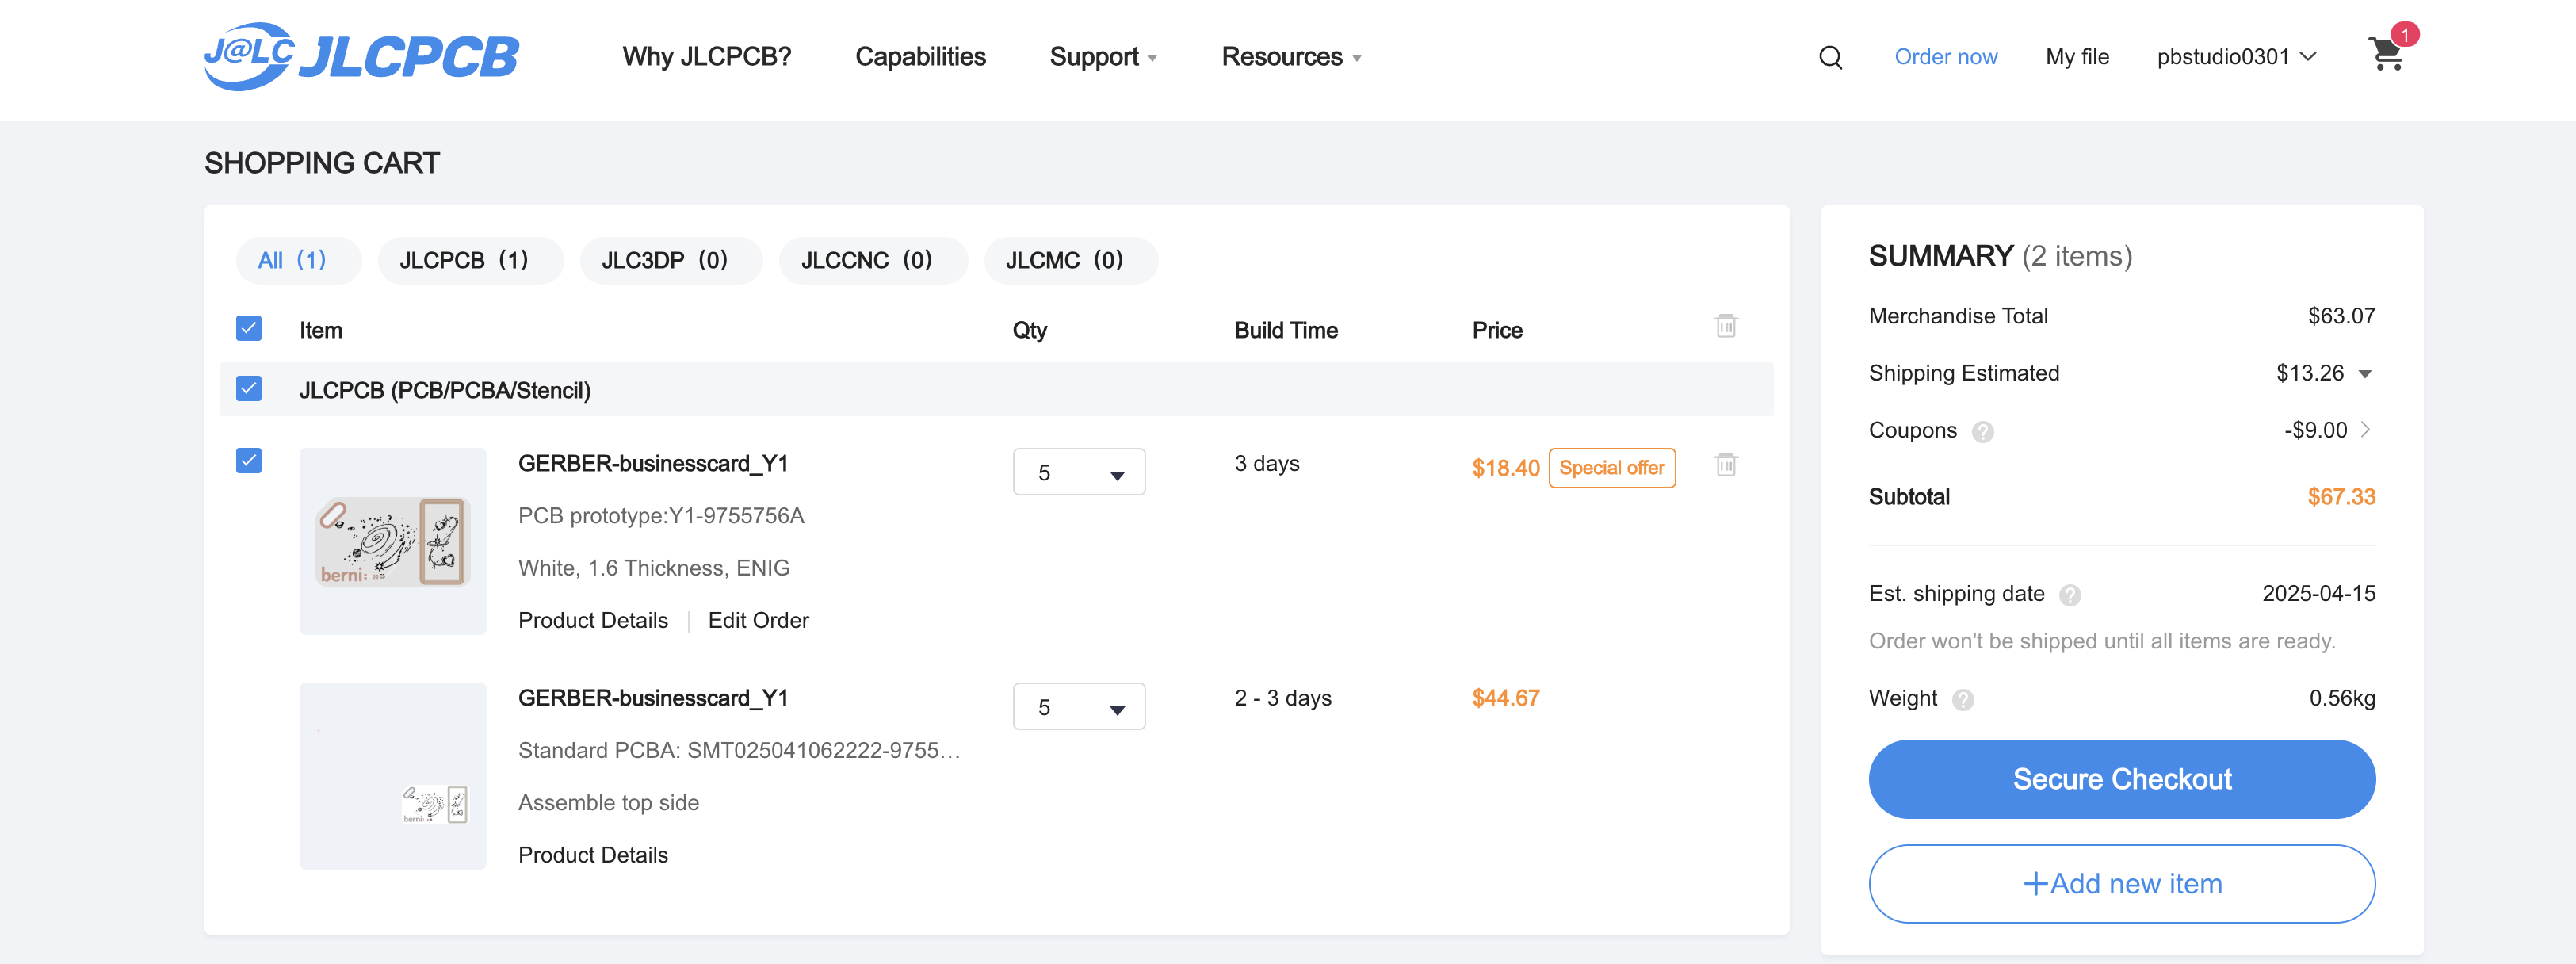 J@LC JLCPCB
Why JLCPCB?
Capabilities
Support
Resources
Order now
My file
pbstudio0301
1
SHOPPING CART
All (1)
JLCPCB (1)
JLC3DP (0)
JLCCNC (0)
JLCMC (0)
Item
Qty
Build Time
Price
JLCPCB (PCB/PCBA/Stencil)
berni:
GERBER-businesscard_Y1
5
3 days
$18.40
Special offer
PCB prototype:Y1-9755756A
White, 1.6 Thickness, ENIG
Product Details
Edit Order
berni:
GERBER-businesscard_Y1
5
2 - 3 days
$44.67
Standard PCBA: SMT025041062222-9755...
Assemble top side
Product Details
SUMMARY (2 items)
Merchandise Total $63.07
Shipping Estimated $13.26
Coupons ? -$9.00
Subtotal $67.33
Est. shipping date ? 2025-04-15
Order won't be shipped until all items are ready.
Weight ? 0.56kg
Secure Checkout
+Add new item